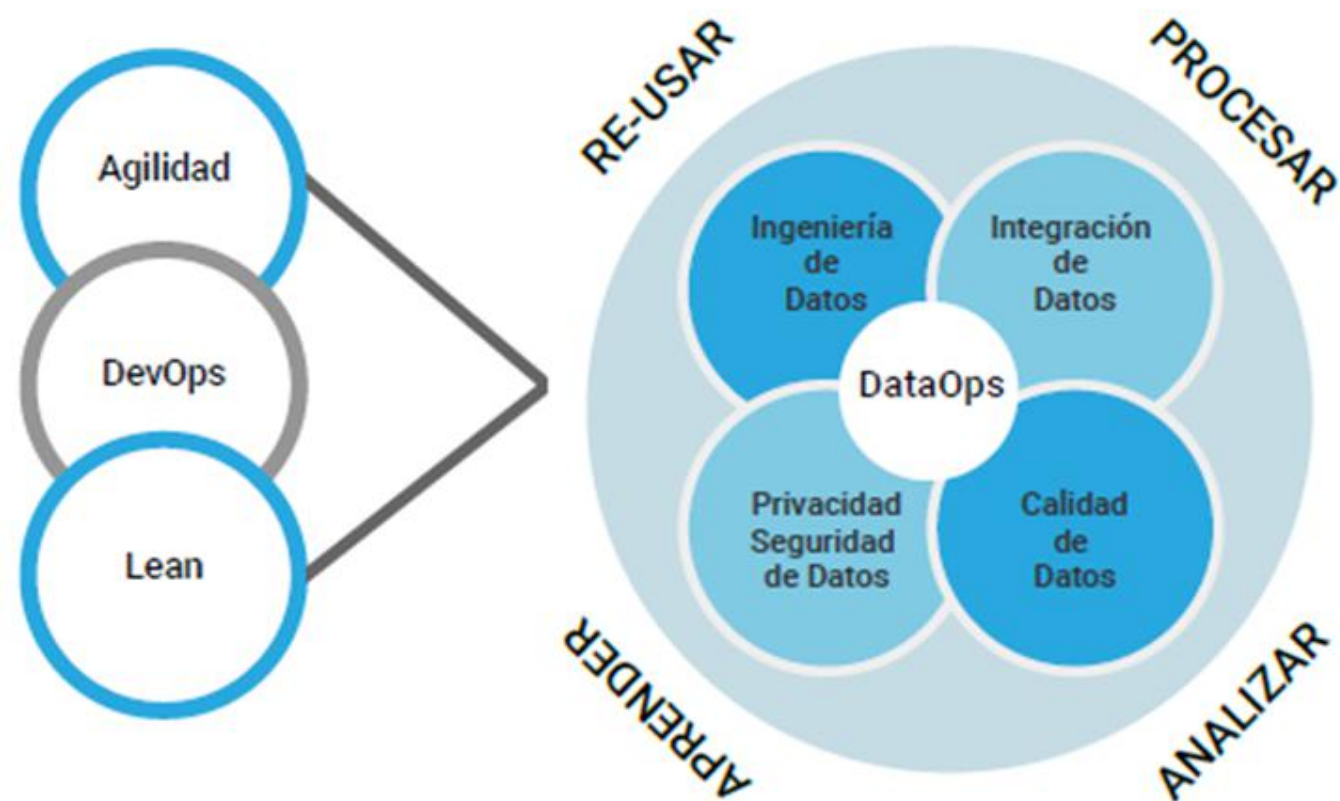 Agilidad
DevOps
Lean
RE-USAR
PROCESAR
Ingeniería
de
Datos
Integración
de
Datos
DataOps
Privacidad
Seguridad
de Datos
Calidad
de
Datos
APRENDER
ANALIZAR